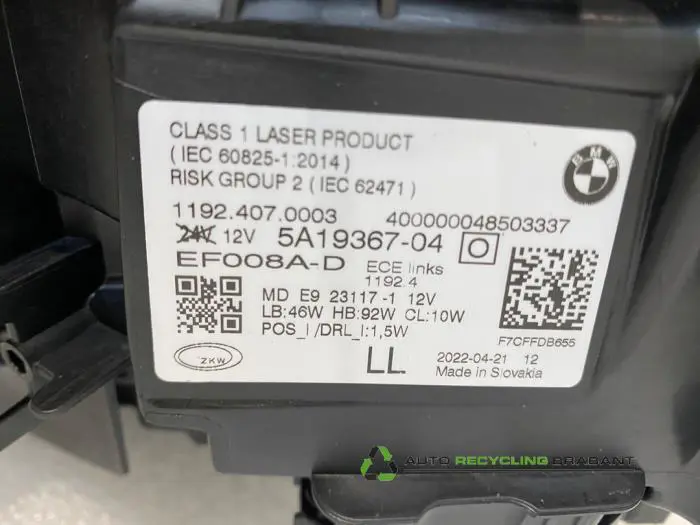 CLASS 1 LASER PRODUCT
( IEC 60825-1:2014 )
RISK GROUP 2 ( IEC 62471 )
BMW
1192.407.0003 400000048503337
24V 12V 5A19367-04
EF008A-D ECE links
1192.4
MD E9 23117-1 12V
LB:46W HB:92W CL:10W
POS_l /DRL_l:1,5W
F7CFFDB655
ZKW
LL
2022-04-21 12
Made in Slovakia
AUTO RECYCLING BRABANT